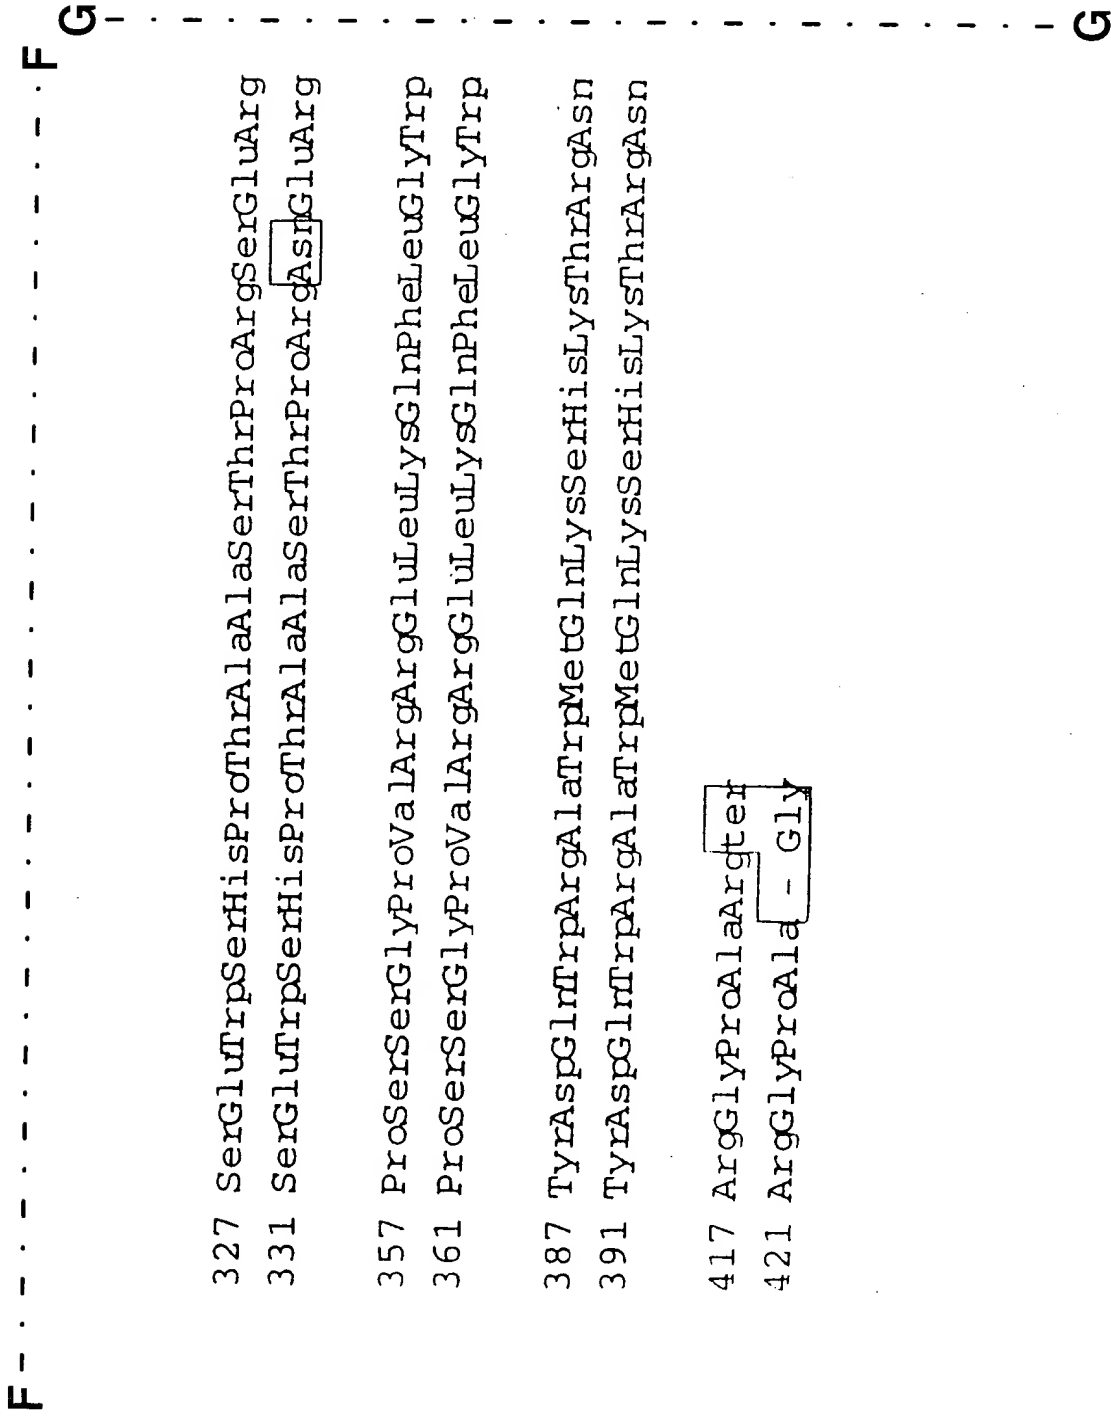 F - · - · - · - · - · - · - · - · - · - · - · - · F
G - · - · - · - · - · - · - · - · - · G
327 SerGluTrpSerHisProThrAlaAlaSerThrProArgSerGluArg
331 SerGluTrpSerHisProThrAlaAlaSerThrProArgAsnGluArg
357 ProSerSerGlyProValArgArgGluLeuLysGlnPheLeuGlyTrp
361 ProSerSerGlyProValArgArgGluLeuLysGlnPheLeuGlyTrp
387 TyrAspGlnTrpArgAlaTrpMetGlnLysSerHisLysThrArgAsn
391 TyrAspGlnTrpArgAlaTrpMetGlnLysSerHisLysThrArgAsn
417 ArgGlyProAlaArgter
421 ArgGlyProAla - Gly